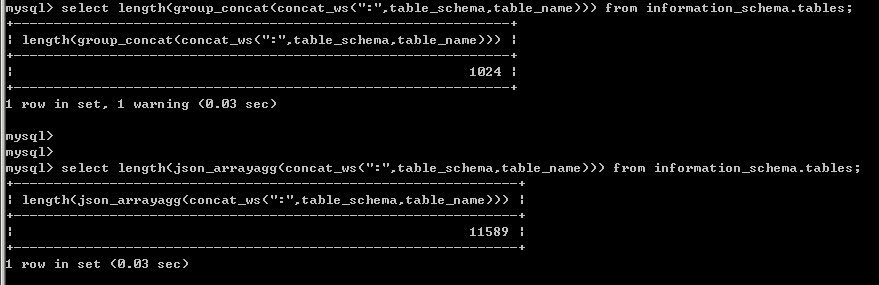 mysql> select length(group_concat(concat_ws(":",table_schema,table_name))) from information_schema.tables;
+--------------------------------------------------------------+
| length(group_concat(concat_ws(":",table_schema,table_name))) |
+--------------------------------------------------------------+
|                                                         1024 |
+--------------------------------------------------------------+
1 row in set, 1 warning (0.03 sec)
mysql>
mysql>
mysql> select length(json_arrayagg(concat_ws(":",table_schema,table_name))) from information_schema.tables;
+---------------------------------------------------------------+
| length(json_arrayagg(concat_ws(":",table_schema,table_name))) |
+---------------------------------------------------------------+
|                                                         11589 |
+---------------------------------------------------------------+
1 row in set (0.03 sec)